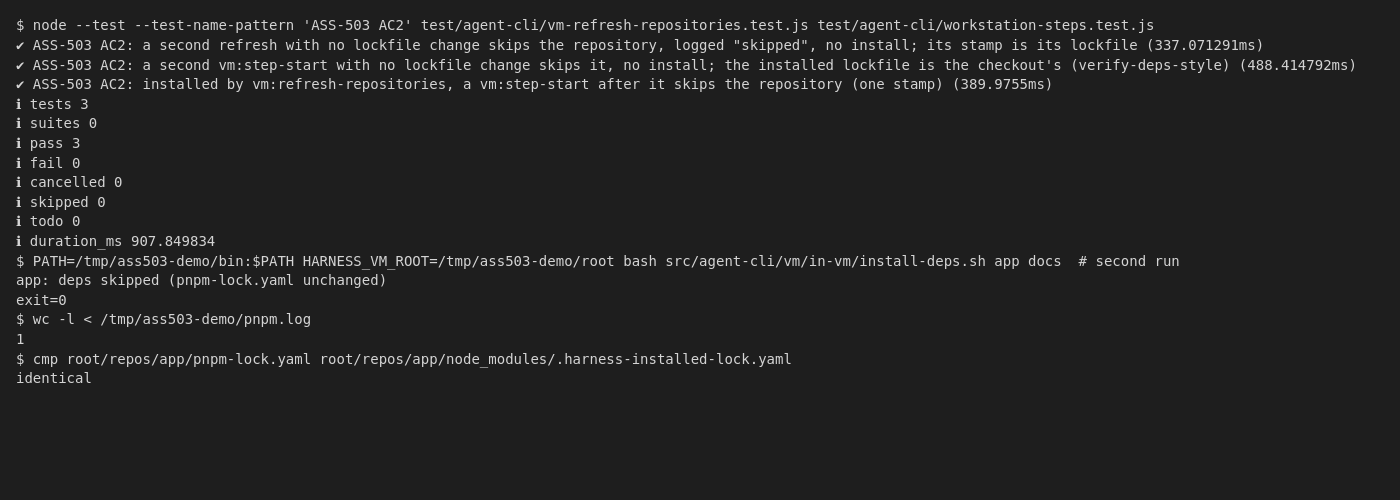 $ node --test --test-name-pattern 'ASS-503 AC2' test/agent-cli/vm-refresh-repositories.test.js test/agent-cli/workstation-steps.test.js
✔ ASS-503 AC2: a second refresh with no lockfile change skips the repository, logged "skipped", no install; its stamp is its lockfile (337.071291ms)
✔ ASS-503 AC2: a second vm:step-start with no lockfile change skips it, no install; the installed lockfile is the checkout's (verify-deps-style) (488.414792ms)
✔ ASS-503 AC2: installed by vm:refresh-repositories, a vm:step-start after it skips the repository (one stamp) (389.9755ms)
ℹ tests 3
ℹ suites 0
ℹ pass 3
ℹ fail 0
ℹ cancelled 0
ℹ skipped 0
ℹ todo 0
ℹ duration_ms 907.849834
$ PATH=/tmp/ass503-demo/bin:$PATH HARNESS_VM_ROOT=/tmp/ass503-demo/root bash src/agent-cli/vm/in-vm/install-deps.sh app docs  # second run
app: deps skipped (pnpm-lock.yaml unchanged)
exit=0
$ wc -l < /tmp/ass503-demo/pnpm.log
1
$ cmp root/repos/app/pnpm-lock.yaml root/repos/app/node_modules/.harness-installed-lock.yaml
identical